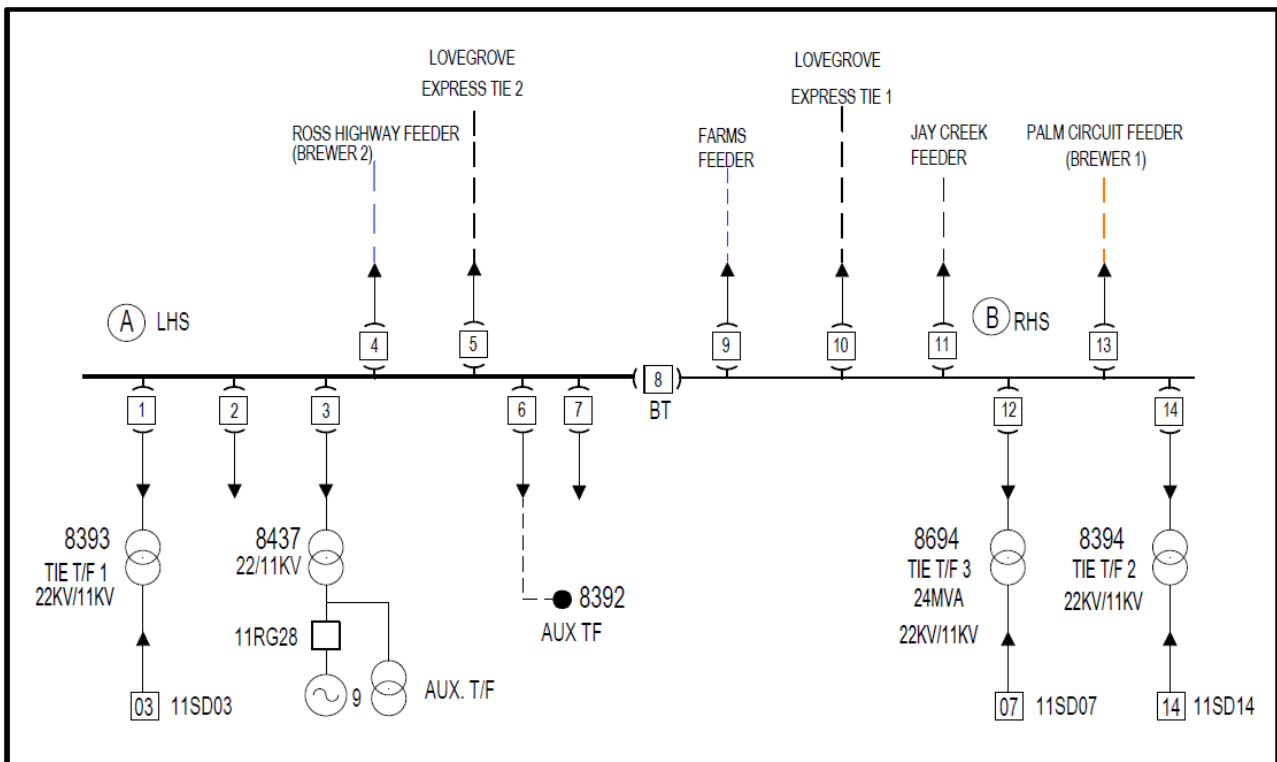 LOVEGROVE
EXPRESS TIE 2
LOVEGROVE
EXPRESS TIE 1
ROSS HIGHWAY FEEDER
(BREWER 2)
FARMS
FEEDER
JAY CREEK
FEEDER
PALM CIRCUIT FEEDER
(BREWER 1)
A LHS
B RHS
4
5
9
10
11
13
8
BT
1
2
3
6
7
12
14
8393
TIE T/F 1
22KV/11KV
8437
22/11KV
8392
AUX TF
8694
TIE T/F 3
24MVA
22KV/11KV
8394
TIE T/F 2
22KV/11KV
11RG28
9
AUX. T/F
03 11SD03
07 11SD07
14 11SD14